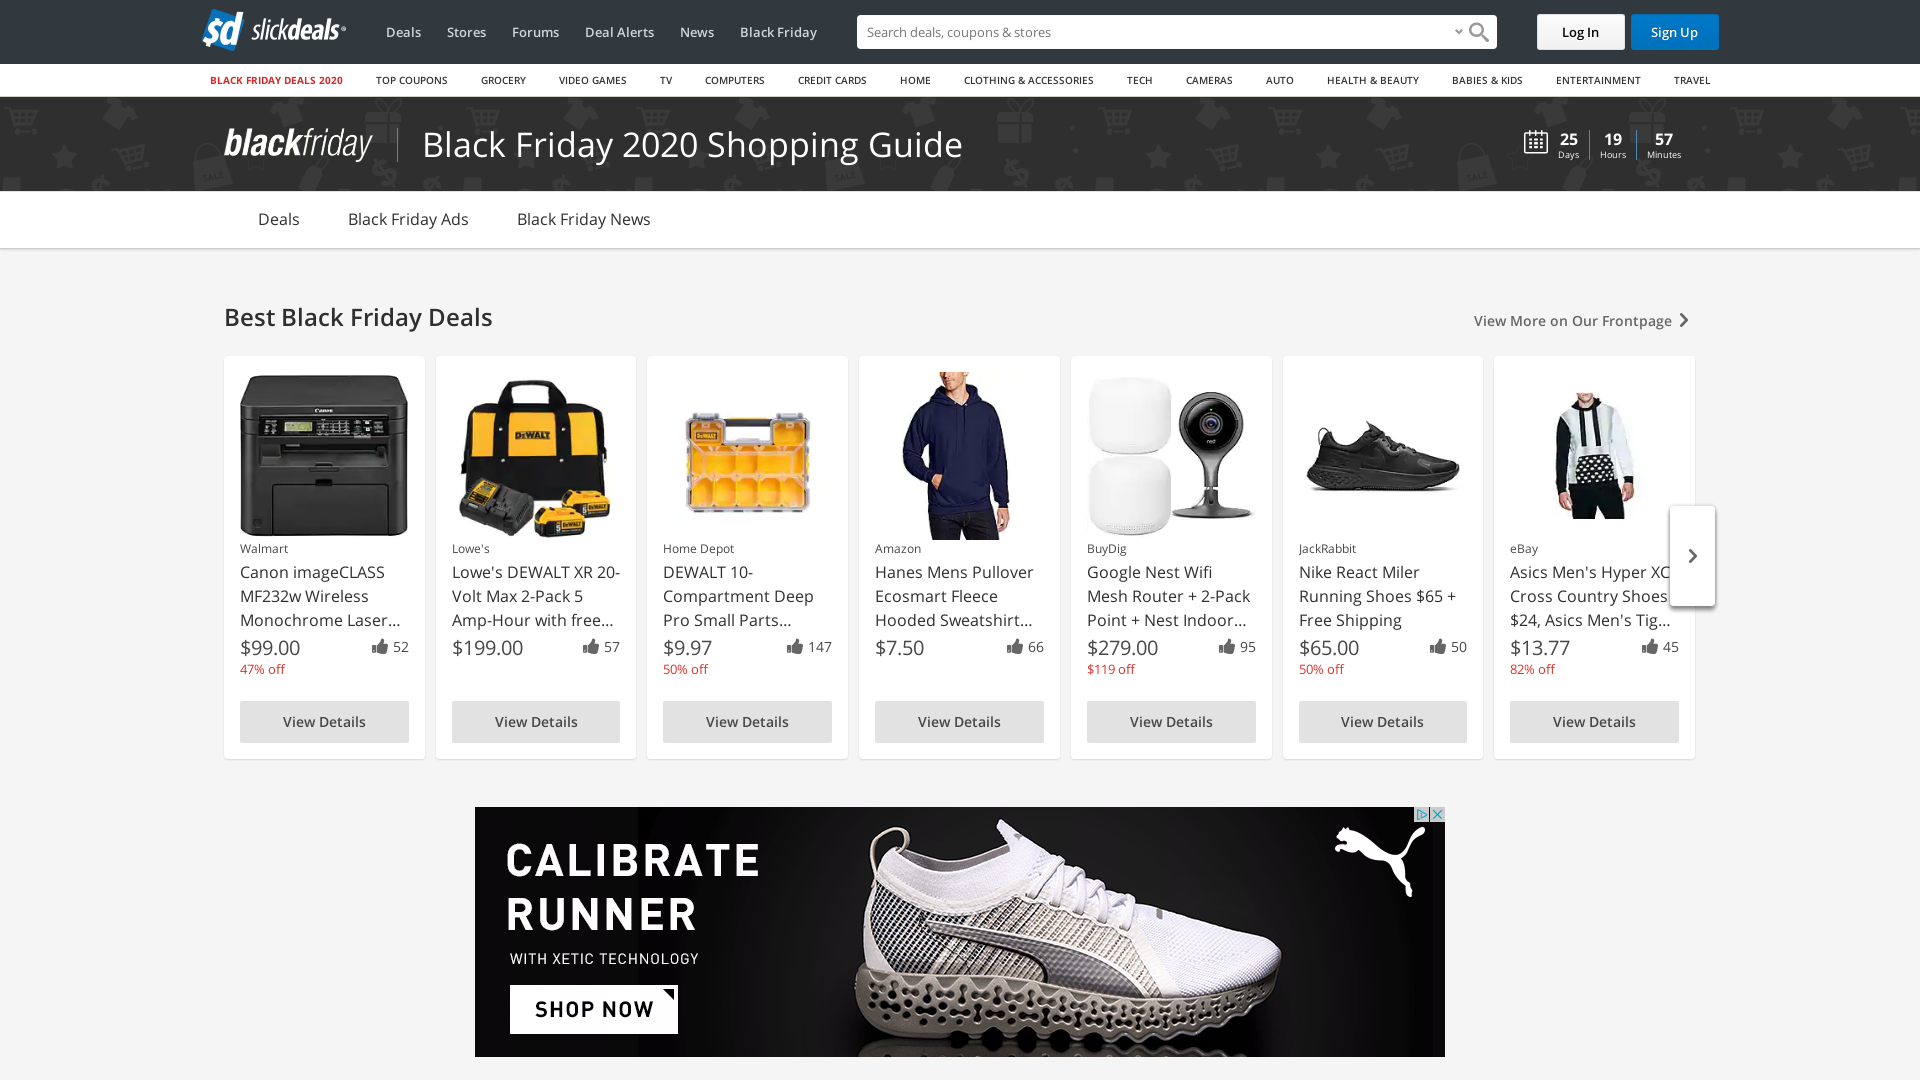 sd slickdeals
Deals Stores Forums Deal Alerts News Black Friday
Search deals, coupons & stores
Log In Sign Up
BLACK FRIDAY DEALS 2020 TOP COUPONS GROCERY VIDEO GAMES TV COMPUTERS CREDIT CARDS HOME CLOTHING & ACCESSORIES TECH CAMERAS AUTO HEALTH & BEAUTY BABIES & KIDS ENTERTAINMENT TRAVEL
blackfriday Black Friday 2020 Shopping Guide
25 19 57
Days Hours Minutes
Deals Black Friday Ads Black Friday News
Best Black Friday Deals
View More on Our Frontpage
Walmart
Canon imageCLASS
MF232w Wireless
Monochrome Laser...
$99.00 52
47% off
View Details
Lowe's
Lowe's DEWALT XR 20-
Volt Max 2-Pack 5
Amp-Hour with free...
$199.00 57
View Details
Home Depot
DEWALT 10-
Compartment Deep
Pro Small Parts...
$9.97 147
50% off
View Details
Amazon
Hanes Mens Pullover
Ecosmart Fleece
Hooded Sweatshirt...
$7.50 66
View Details
BuyDig
Google Nest Wifi
Mesh Router + 2-Pack
Point + Nest Indoor...
$279.00 95
$119 off
View Details
JackRabbit
Nike React Miler
Running Shoes $65 +
Free Shipping
$65.00 50
50% off
View Details
eBay
Asics Men's Hyper XC
Cross Country Shoes
$24, Asics Men's Tig...
$13.77 45
82% off
View Details
CALIBRATE
RUNNER
WITH XETIC TECHNOLOGY
SHOP NOW